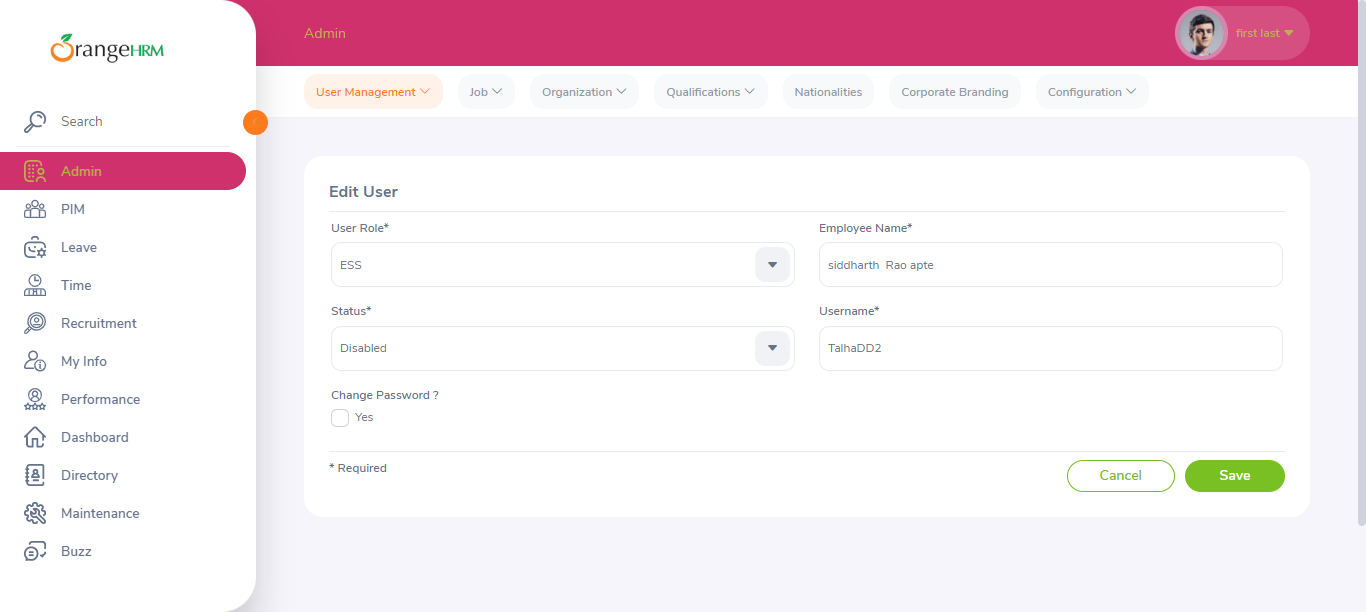 OrangeHRM
Search
Admin
PIM
Leave
Time
Recruitment
My Info
Performance
Dashboard
Directory
Maintenance
Buzz
Admin
first last
User Management
Job
Organization
Qualifications
Nationalities
Corporate Branding
Configuration
Edit User
User Role*
ESS
Employee Name*
siddharth  Rao apte
Status*
Disabled
Username*
TalhaDD2
Change Password ?
Yes
* Required
Cancel
Save